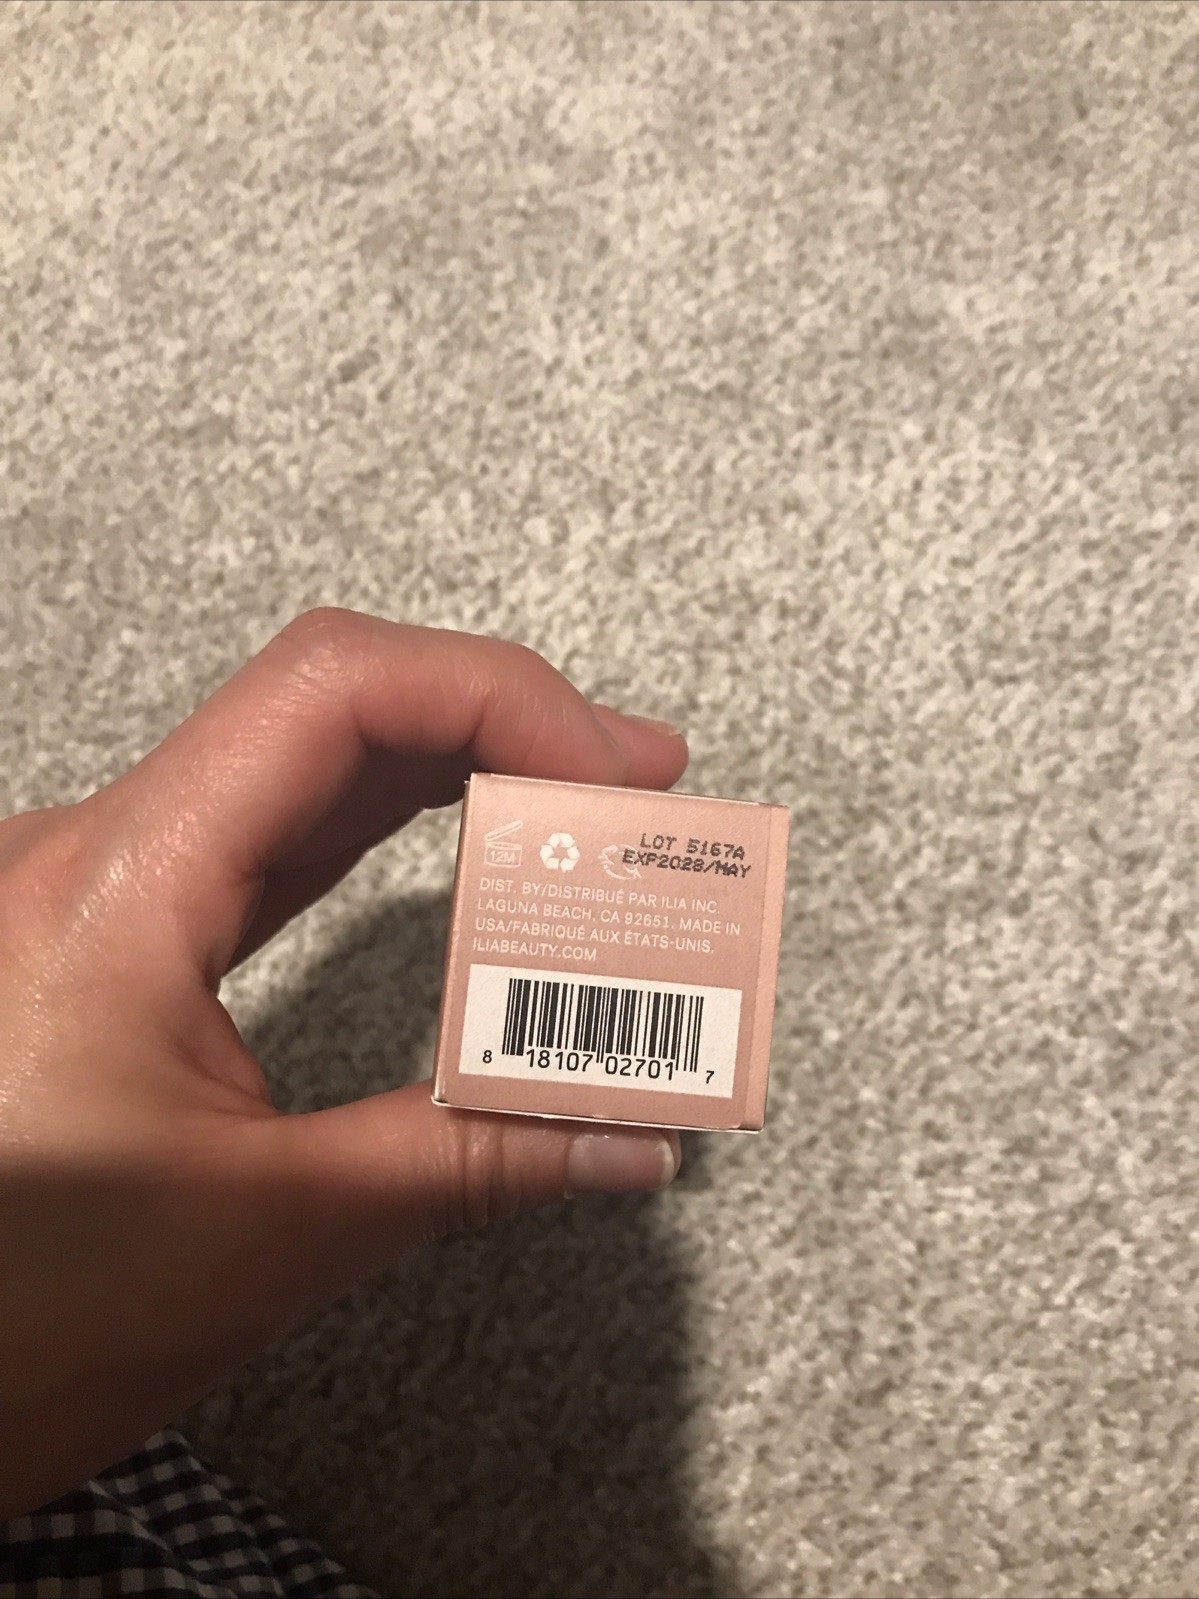 12M
LOT 5167A
EXP2028/MAY
DIST. BY/DISTRIBUÉ PAR ILIA INC.
LAGUNA BEACH, CA 92651. MADE IN
USA/FABRIQUÉ AUX ÉTATS-UNIS.
ILIABEAUTY.COM
8 18107 02701 7